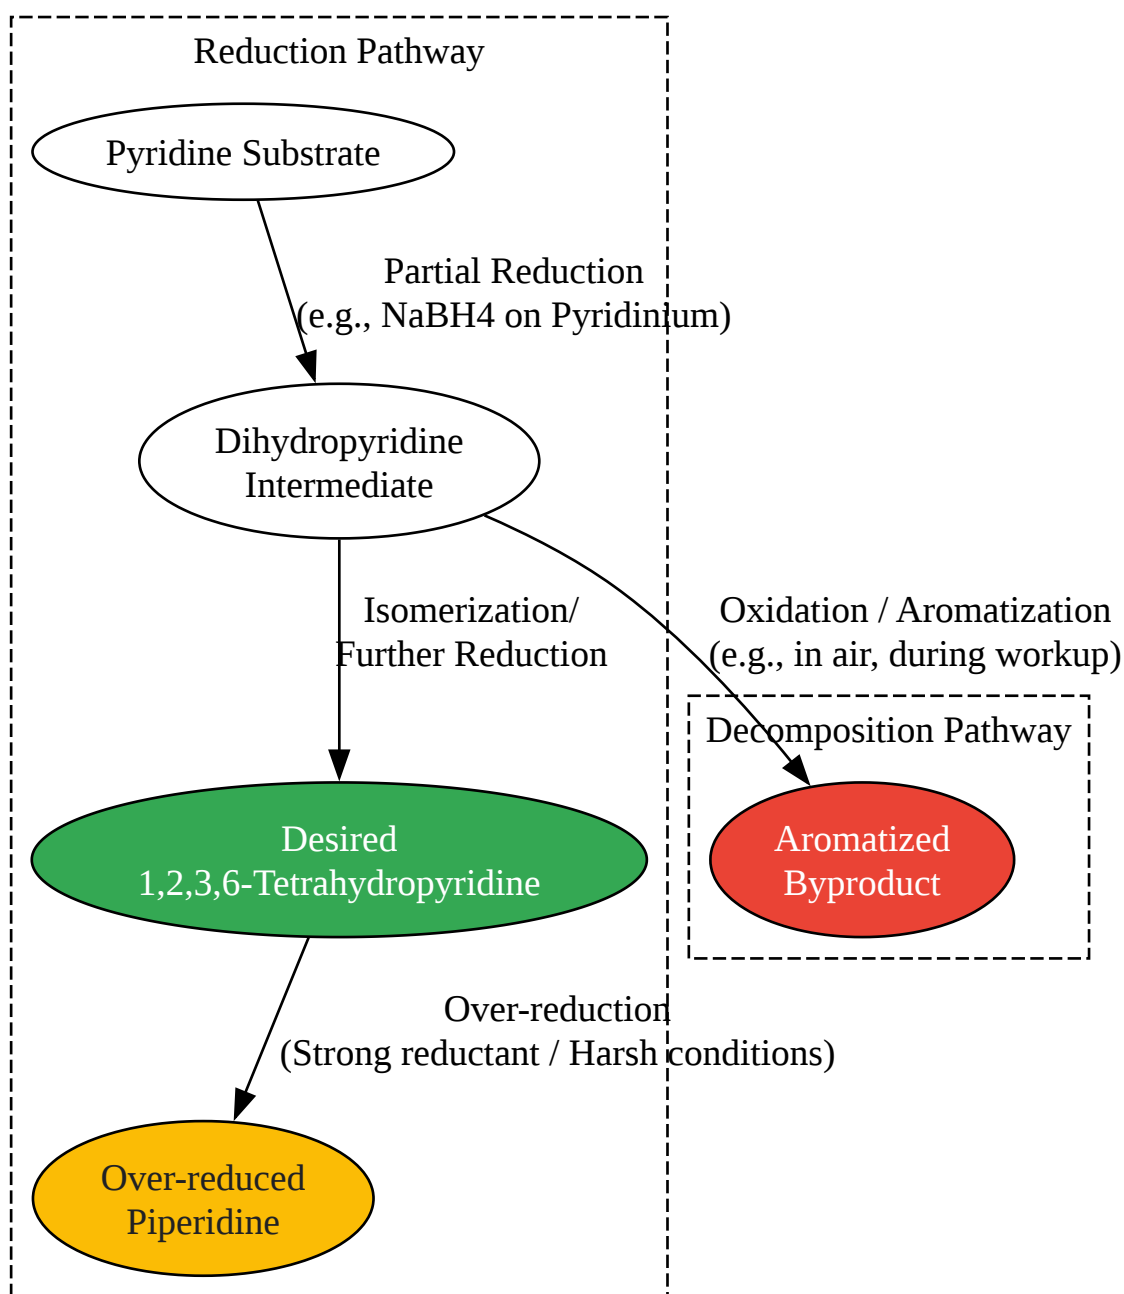 Reduction Pathway
Pyridine Substrate
Partial Reduction
(e.g., NaBH4 on Pyridinium)
Dihydropyridine
Intermediate
Isomerization/
Further Reduction
Oxidation / Aromatization
(e.g., in air, during workup)
Decomposition Pathway
Desired
1,2,3,6-Tetrahydropyridine
Aromatized
Byproduct
Over-reduction
(Strong reductant / Harsh conditions)
Over-reduced
Piperidine